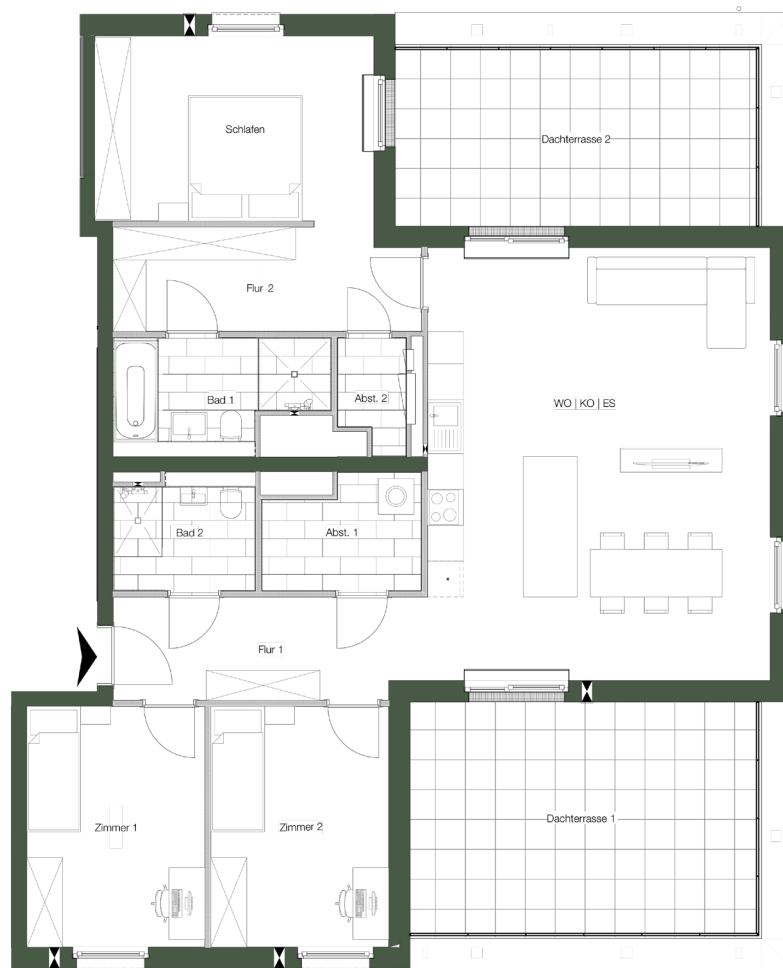 Schlafen
Dachterrasse 2
Flur 2
Bad 1
Abst. 2
WO | KO | ES
Bad 2
Abst. 1
Flur 1
Zimmer 1
Zimmer 2
Dachterrasse 1